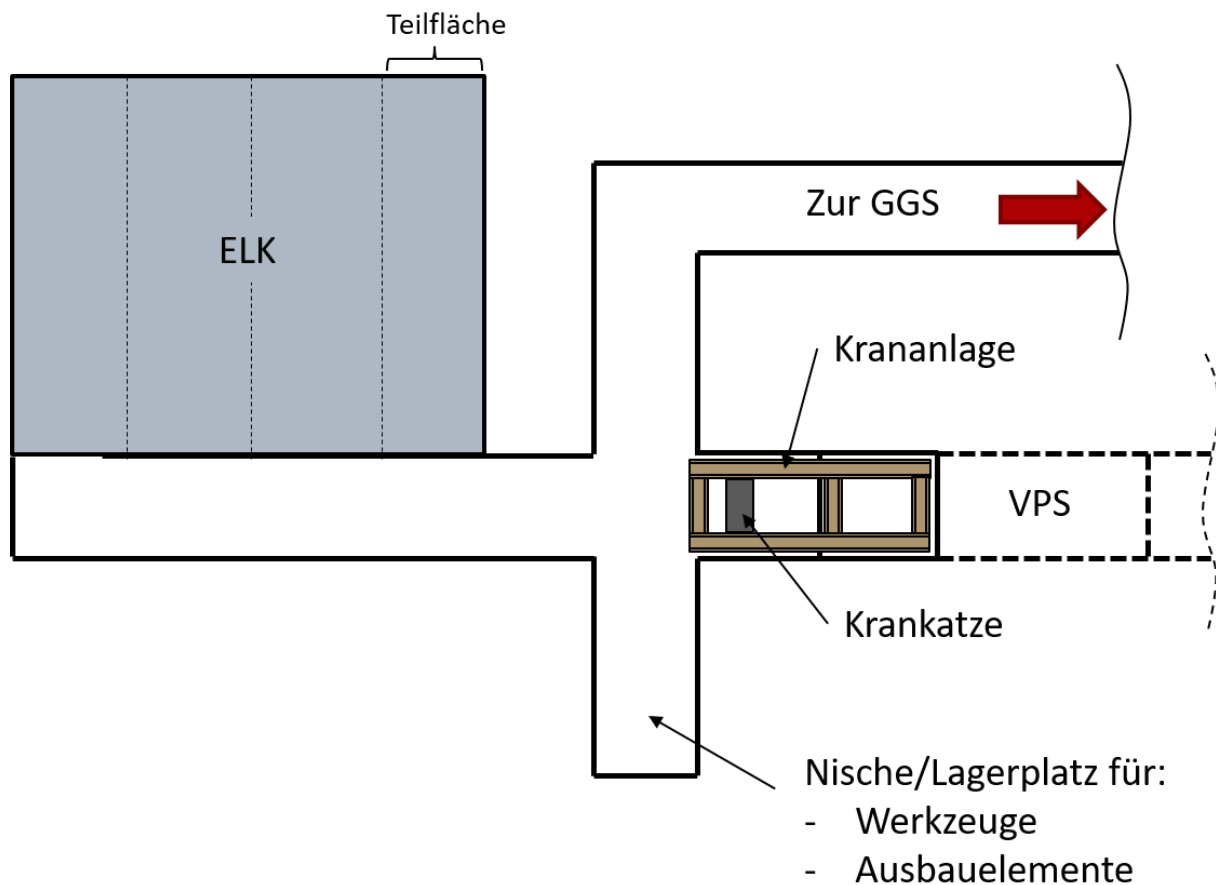 Teilfläche
ELK
Zur GGS
Krananlage
VPS
Krankatze
Nische/Lagerplatz für:
- Werkzeuge
- Ausbauelemente